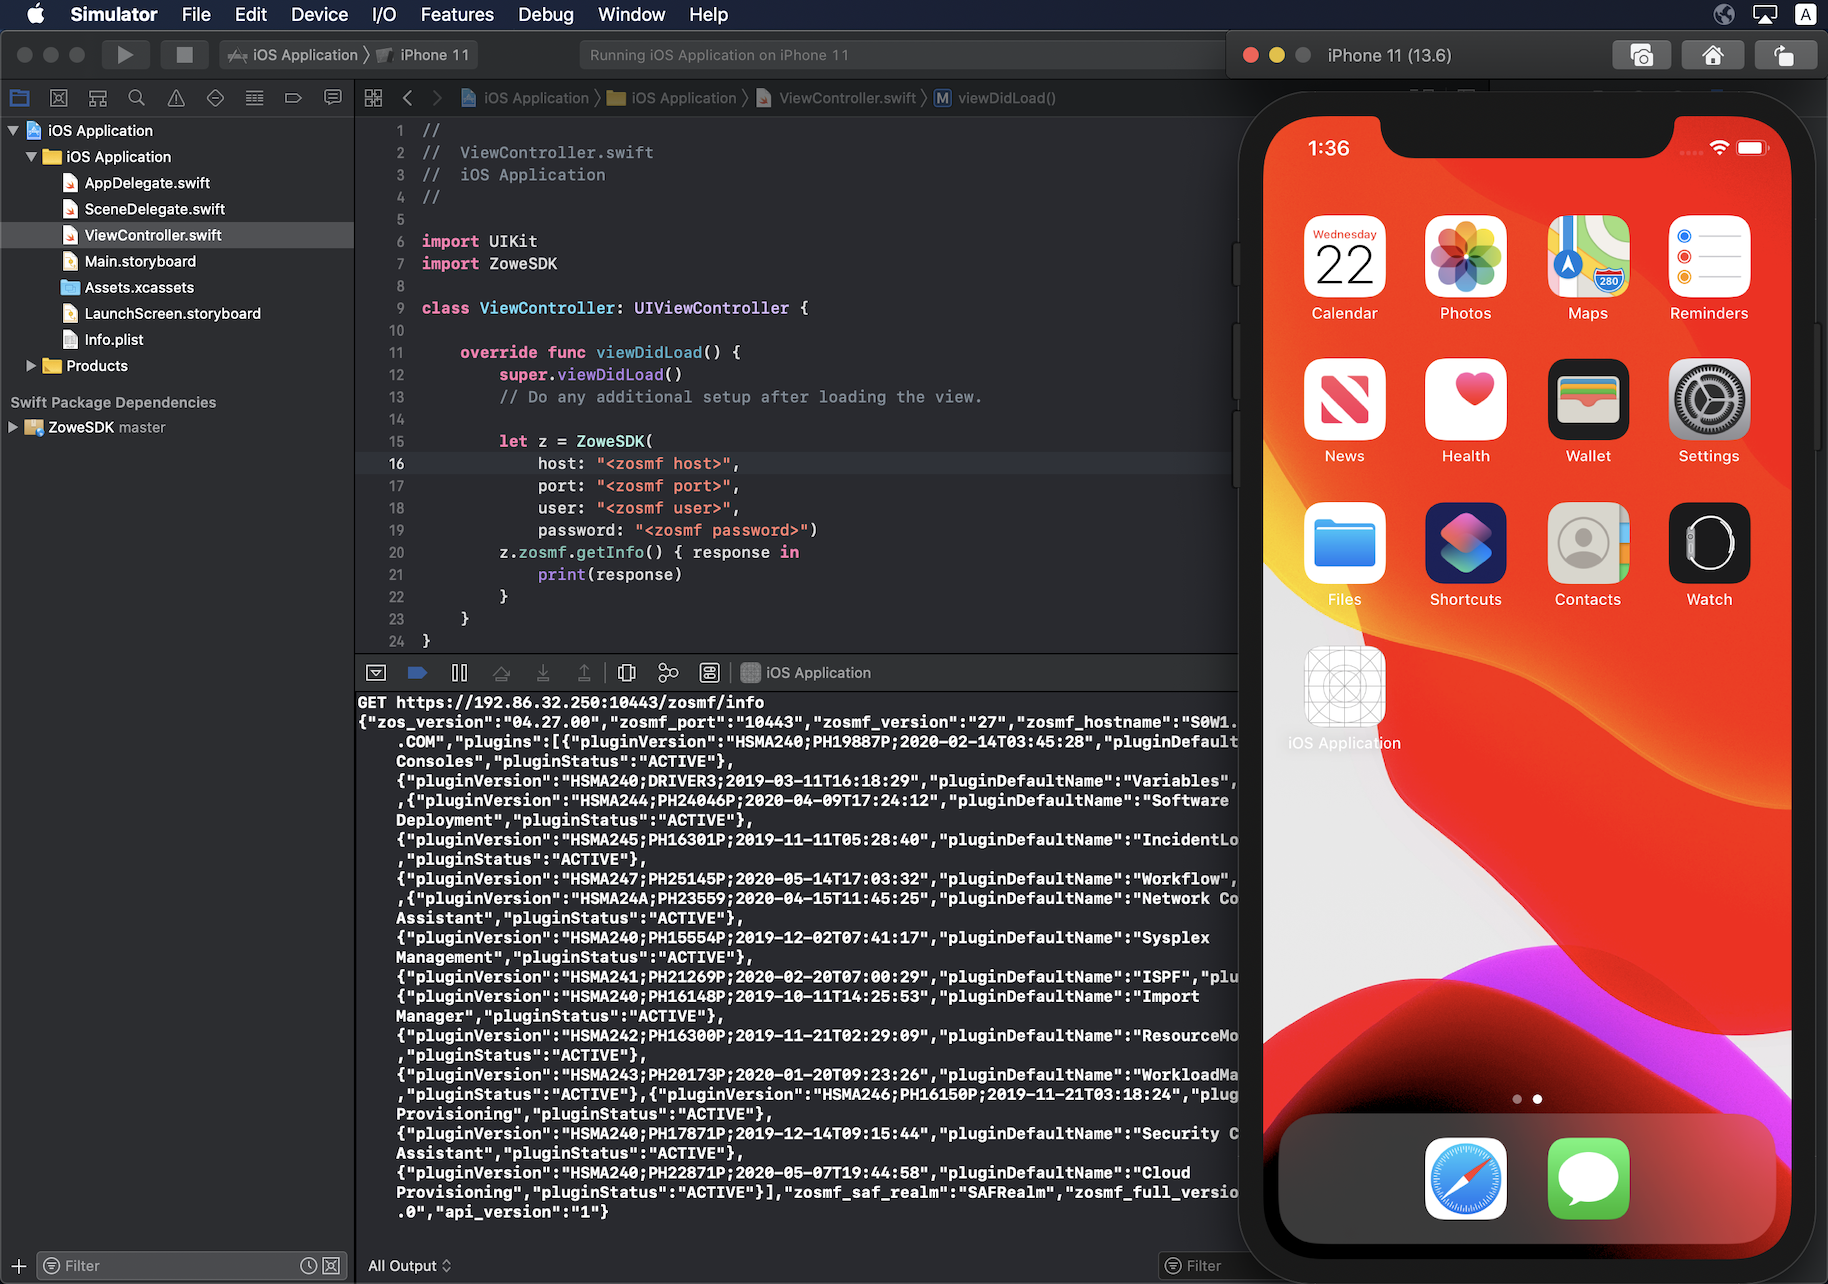 Simulator File Edit Device I/O Features Debug Window Help A
iOS Application iPhone 11
Running iOS Application on iPhone 11
iPhone 11 (13.6)
iOS Application iOS Application ViewController.swift M viewDidLoad()
iOS Application
iOS Application
AppDelegate.swift
SceneDelegate.swift
ViewController.swift
Main.storyboard
Assets.xcassets
LaunchScreen.storyboard
Info.plist
Products
Swift Package Dependencies
ZoweSDK master
Filter
1 //
2 // ViewController.swift
3 // iOS Application
4 //
5
6 import UIKit
7 import ZoweSDK
8
9 class ViewController: UIViewController {
10
11 override func viewDidLoad() {
12 super.viewDidLoad()
13 // Do any additional setup after loading the view.
14
15 let z = ZoweSDK(
16 host: "<zosmf host>",
17 port: "<zosmf port>",
18 user: "<zosmf user>",
19 password: "<zosmf password>")
20 z.zosmf.getInfo() { response in
21 print(response)
22 }
23 }
24 }
iOS Application
GET https://192.86.32.250:10443/zosmf/info
{"zos_version":"04.27.00","zosmf_port":"10443","zosmf_version":"27","zosmf_hostname":"S0W1.
.COM","plugins":[{"pluginVersion":"HSMA240;PH19887P;2020-02-14T03:45:28","pluginDefault
Consoles","pluginStatus":"ACTIVE"},
{"pluginVersion":"HSMA240;DRIVER3;2019-03-11T16:18:29","pluginDefaultName":"Variables",
,{"pluginVersion":"HSMA244;PH24046P;2020-04-09T17:24:12","pluginDefaultName":"Software
Deployment","pluginStatus":"ACTIVE"},
{"pluginVersion":"HSMA245;PH16301P;2019-11-11T05:28:40","pluginDefaultName":"IncidentLo
,"pluginStatus":"ACTIVE"},
{"pluginVersion":"HSMA247;PH25145P;2020-05-14T17:03:32","pluginDefaultName":"Workflow",
,{"pluginVersion":"HSMA24A;PH23559;2020-04-15T11:45:25","pluginDefaultName":"Network Co
Assistant","pluginStatus":"ACTIVE"},
{"pluginVersion":"HSMA240;PH15554P;2019-12-02T07:41:17","pluginDefaultName":"Sysplex
Management","pluginStatus":"ACTIVE"},
{"pluginVersion":"HSMA241;PH21269P;2020-02-20T07:00:29","pluginDefaultName":"ISPF","plu
{"pluginVersion":"HSMA240;PH16148P;2019-10-11T14:25:53","pluginDefaultName":"Import
Manager","pluginStatus":"ACTIVE"},
{"pluginVersion":"HSMA242;PH16300P;2019-11-21T02:29:09","pluginDefaultName":"ResourceMo
,"pluginStatus":"ACTIVE"},
{"pluginVersion":"HSMA243;PH20173P;2020-01-20T09:23:26","pluginDefaultName":"WorkloadMa
,"pluginStatus":"ACTIVE"},{"pluginVersion":"HSMA246;PH16150P;2019-11-21T03:18:24","plug
Provisioning","pluginStatus":"ACTIVE"},
{"pluginVersion":"HSMA240;PH17871P;2019-12-14T09:15:44","pluginDefaultName":"Security C
Assistant","pluginStatus":"ACTIVE"},
{"pluginVersion":"HSMA240;PH22871P;2020-05-07T19:44:58","pluginDefaultName":"Cloud
Provisioning","pluginStatus":"ACTIVE"}],"zosmf_saf_realm":"SAFRealm","zosmf_full_versio
.0","api_version":"1"}
All Output
Filter
1:36
Wednesday
22
280
Calendar Photos Maps Reminders
News Health Wallet Settings
Files Shortcuts Contacts Watch
iOS Application